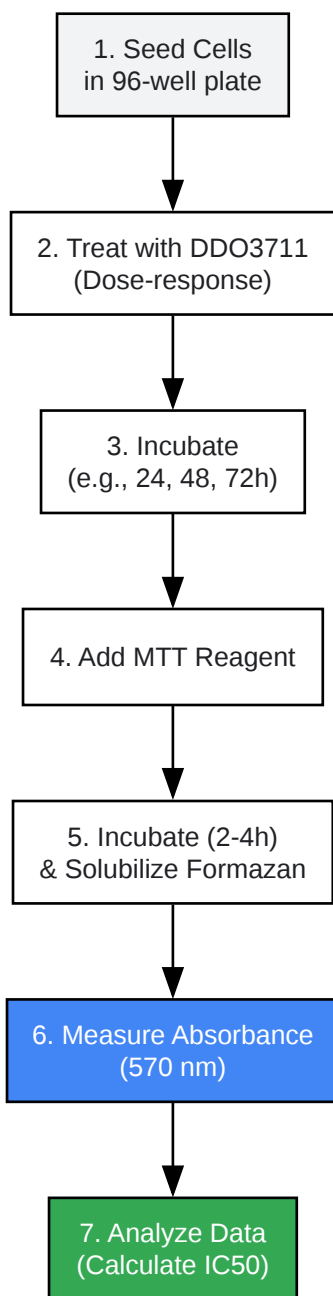 1. Seed Cells
in 96-well plate
2. Treat with DDO3711
(Dose-response)
3. Incubate
(e.g., 24, 48, 72h)
4. Add MTT Reagent
5. Incubate (2-4h)
& Solubilize Formazan
6. Measure Absorbance
(570 nm)
7. Analyze Data
(Calculate IC50)